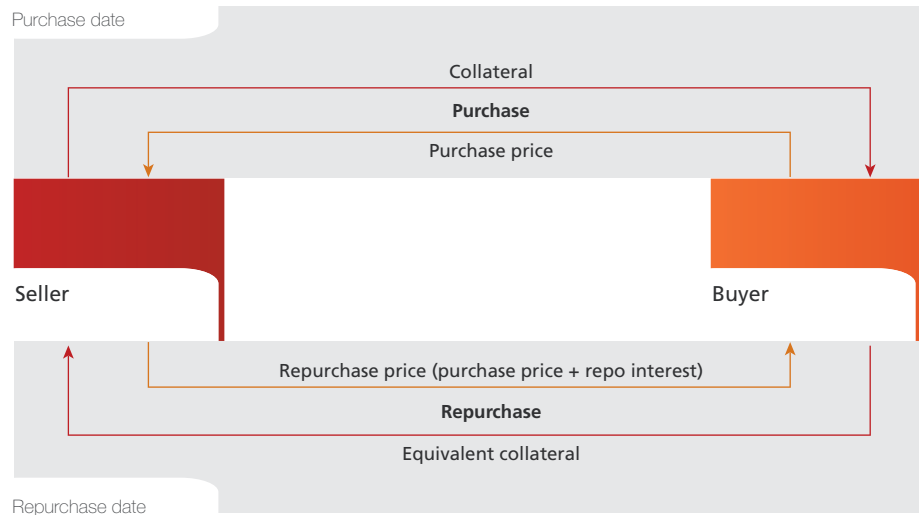 Purchase date
Collateral
Purchase
Purchase price
Seller
Buyer
Repurchase price (purchase price + repo interest)
Repurchase
Equivalent collateral
Repurchase date